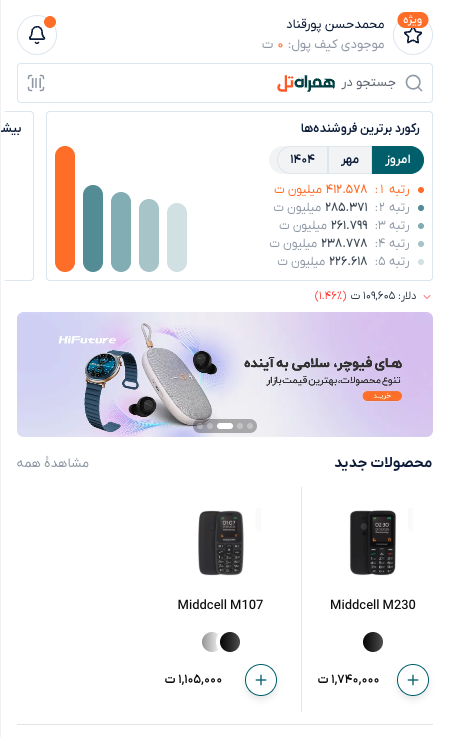 ویژه
محمدحسن پورقناد
موجودی کیف پول: ۰ ت
جستجو در همراه‌تل
رکورد برترین فروشنده‌ها
بیشت
امروز مهر ۱۴۰۴
رتبه ۱: ۴۱۲.۵۷۸ میلیون ت
رتبه ۲: ۲۸۵.۳۷۱ میلیون ت
رتبه ۳: ۲۶۱.۷۹۹ میلیون ت
رتبه ۴: ۲۳۸.۷۷۸ میلیون ت
رتبه ۵: ۲۲۶.۶۱۸ میلیون ت
دلار: ۱۰۹,۶۰۵ ت (۱.۴۶٪)
HiFuture
های فیوچر، سلامی به آینده
تنوع محصولات، بهترین قیمت بازار
خرید
محصولات جدید
مشاهدهٔ همه
Middcell M230
۱,۷۴۰,۰۰۰ ت
Middcell M107
۱,۱۰۵,۰۰۰ ت